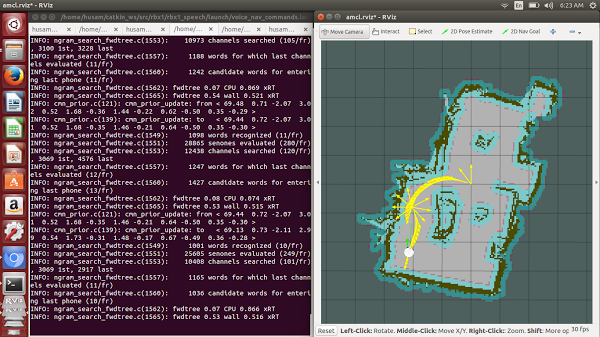 amcl.rviz* - RViz
En
6:23 AM
/home/husam/catkin_ws/src/rbx1/rbx1_speech/launch/voice_nav_commands.la
amcl.rviz* - RViz
husam...
Move Camera
Interact
Select
2D Pose Estimate
2D Nav Goal
INFO: ngram_search_fwdtree.c(1553):    10973 channels searched (105/fr)
, 3100 1st, 3228 last
INFO: ngram_search_fwdtree.c(1557):    1188 words for which last chann
els evaluated (11/fr)
INFO: ngram_search_fwdtree.c(1560):    1242 candidate words for enteri
ng last phone (11/fr)
INFO: ngram_search_fwdtree.c(1562): fwdtree 0.07 CPU 0.069 xRT
INFO: ngram_search_fwdtree.c(1565): fwdtree 0.54 wall 0.521 xRT
INFO: cmn_prior.c(121): cmn_prior_update: from < 69.48  0.71 -2.07  3.0
1  0.52  1.68 -0.36  1.44 -0.22  0.62 -0.50  0.35 -0.29 >
INFO: cmn_prior.c(139): cmn_prior_update: to   < 69.44  0.72 -2.07  3.0
1  0.52  1.68 -0.35  1.46 -0.21  0.64 -0.50  0.35 -0.30 >
INFO: ngram_search_fwdtree.c(1549):    1090 words recognized (11/fr)
INFO: ngram_search_fwdtree.c(1551):    28865 senones evaluated (280/fr)
INFO: ngram_search_fwdtree.c(1553):    12438 channels searched (120/fr)
, 3069 1st, 4576 last
INFO: ngram_search_fwdtree.c(1557):    1247 words for which last chann
els evaluated (12/fr)
INFO: ngram_search_fwdtree.c(1560):    1427 candidate words for enteri
ng last phone (13/fr)
INFO: ngram_search_fwdtree.c(1562): fwdtree 0.08 CPU 0.074 xRT
INFO: ngram_search_fwdtree.c(1565): fwdtree 0.53 wall 0.515 xRT
INFO: cmn_prior.c(121): cmn_prior_update: from < 69.44  0.72 -2.07  3.0
1  0.52  1.68 -0.35  1.46 -0.21  0.64 -0.50  0.35 -0.30 >
INFO: cmn_prior.c(139): cmn_prior_update: to   < 69.13  0.73 -2.11  2.9
4  0.54  1.73 -0.31  1.48 -0.17  0.67 -0.49  0.36 -0.28 >
INFO: ngram_search_fwdtree.c(1549):    1001 words recognized (10/fr)
INFO: ngram_search_fwdtree.c(1551):    25605 senones evaluated (249/fr)
INFO: ngram_search_fwdtree.c(1553):    10408 channels searched (101/fr)
, 3069 1st, 2917 last
INFO: ngram_search_fwdtree.c(1557):    1165 words for which last chann
els evaluated (11/fr)
INFO: ngram_search_fwdtree.c(1560):    1036 candidate words for enteri
ng last phone (10/fr)
INFO: ngram_search_fwdtree.c(1562): fwdtree 0.07 CPU 0.066 xRT
INFO: ngram_search_fwdtree.c(1565): fwdtree 0.53 wall 0.516 xRT
RViz
Reset
Left-Click: Rotate. Middle-Click: Move X/Y. Right-Click: Zoom. Shift: More op
30 fps